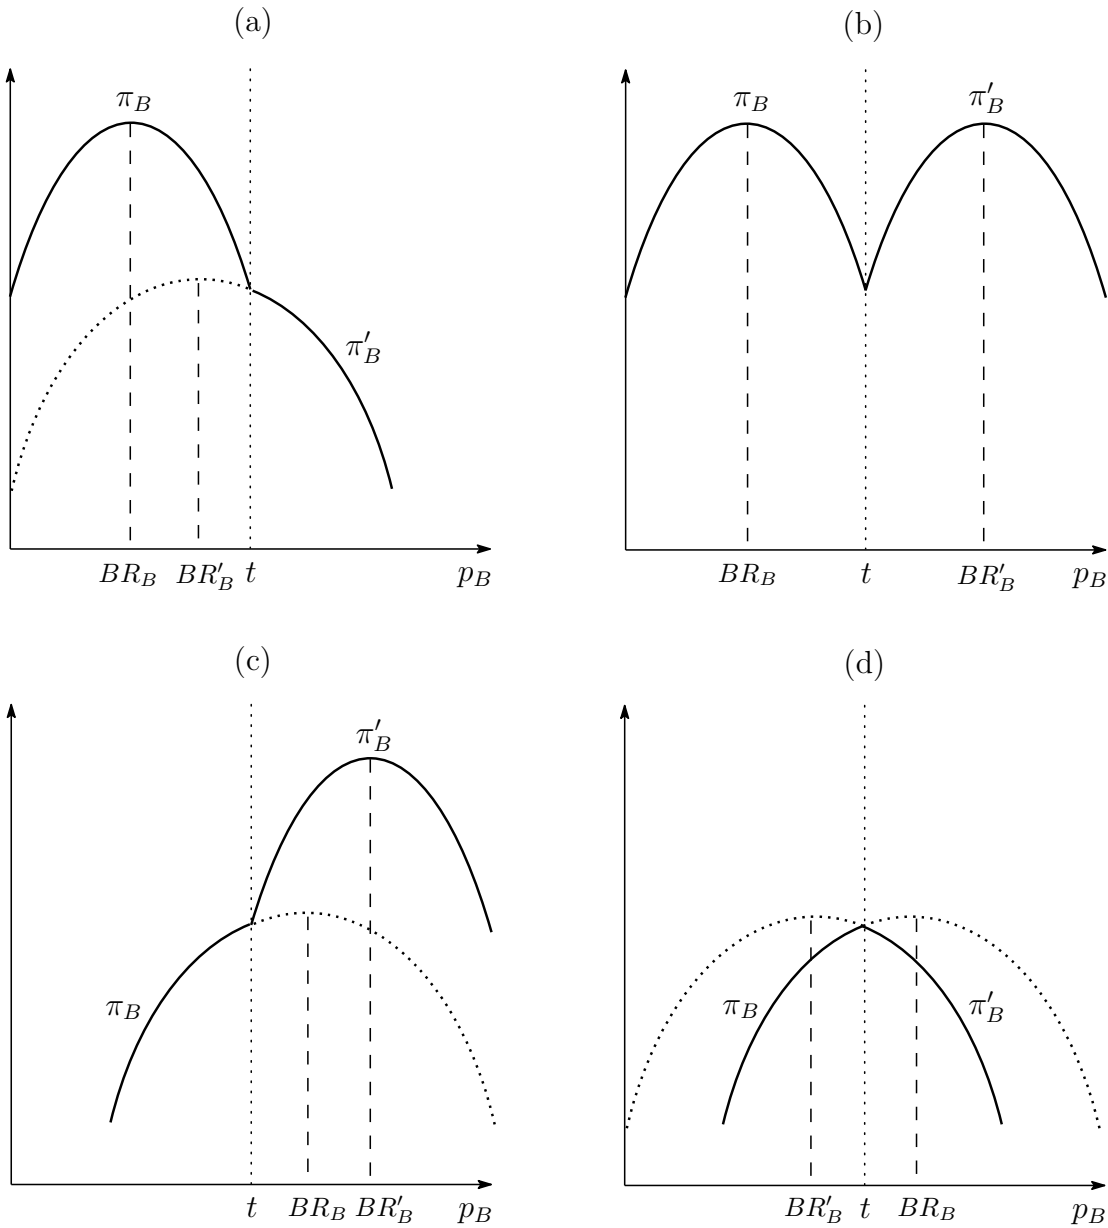 (a) (b)
π_B π_B π′_B
π′_B
BR_B BR′_B t p_B BR_B t BR′_B p_B
(c) (d)
π′_B
π_B π_B π′_B
t BR_B BR′_B p_B BR′_B t BR_B p_B